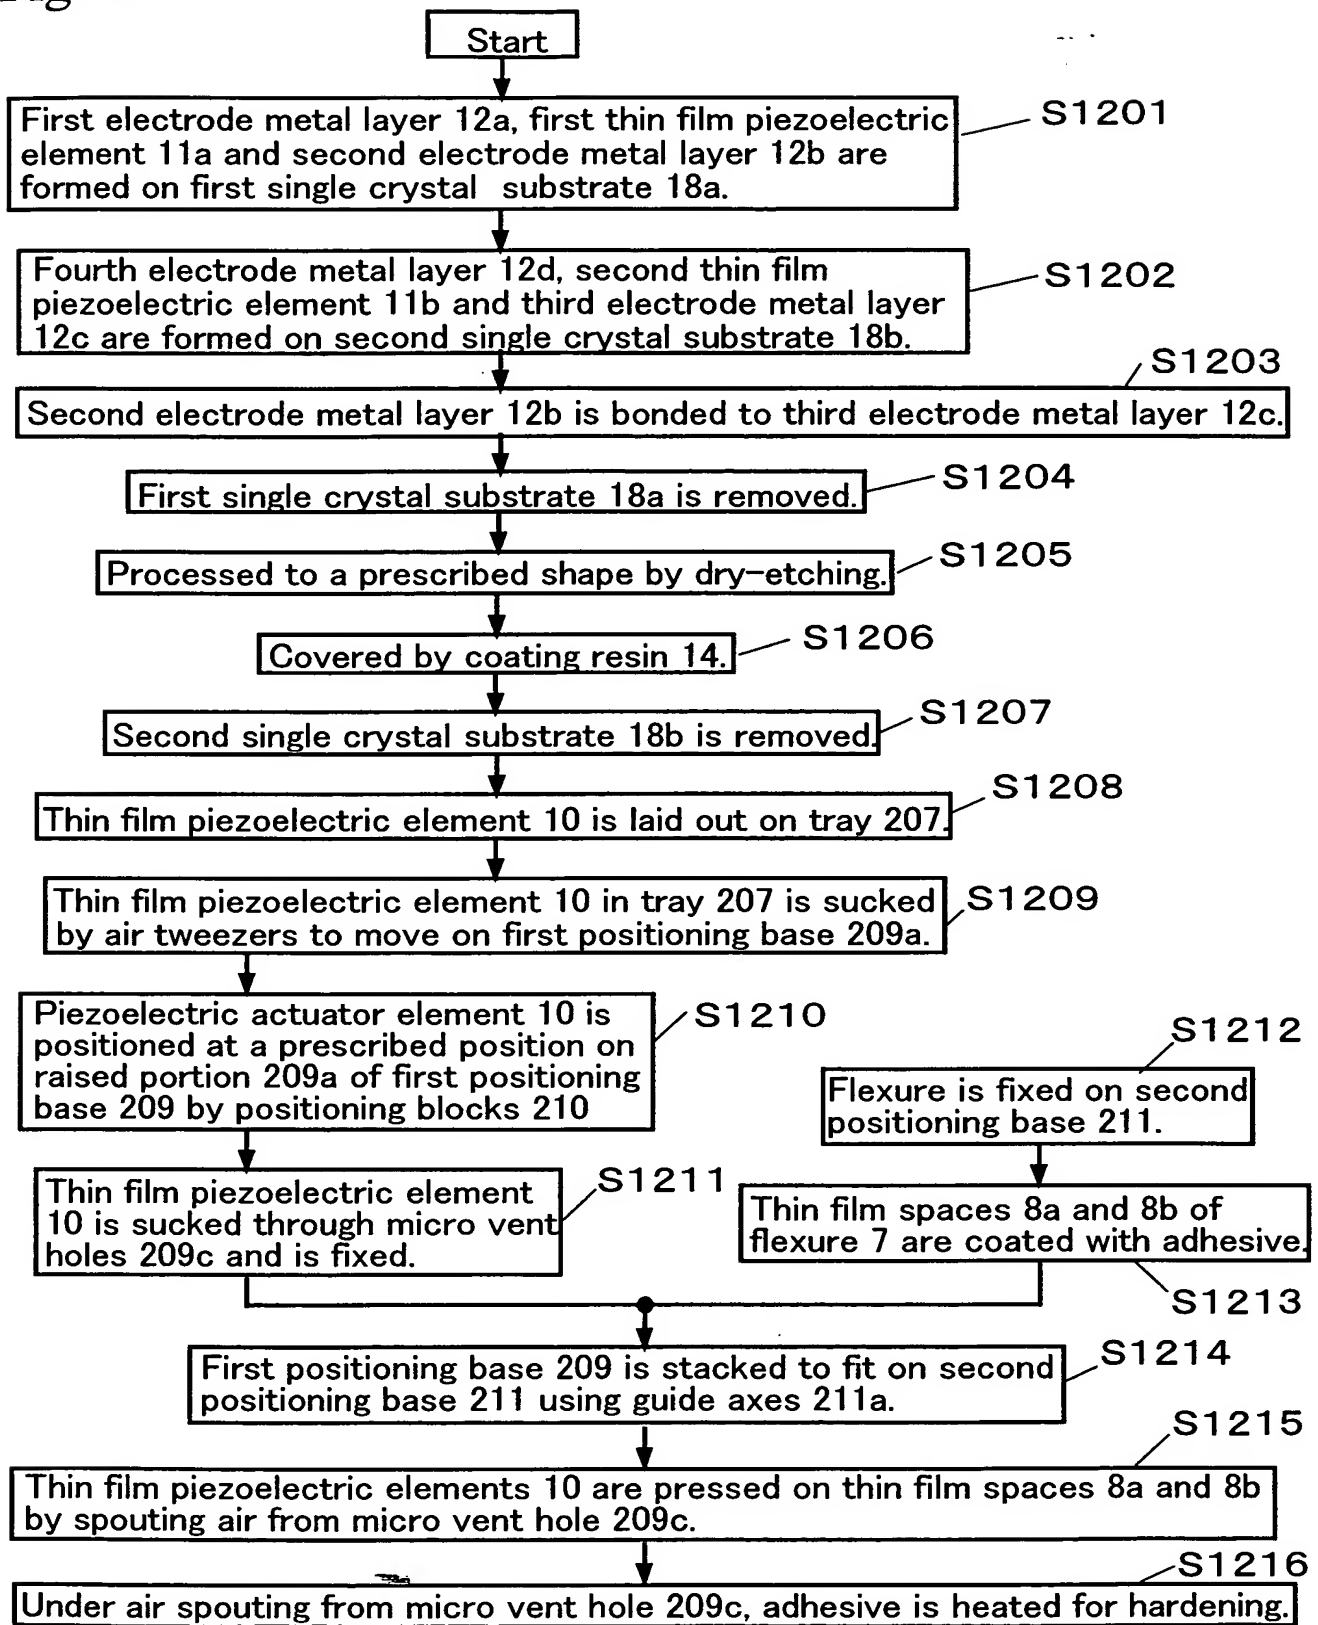 Fig
Start
First electrode metal layer 12a, first thin film piezoelectric
element 11a and second electrode metal layer 12b are
formed on first single crystal substrate 18a.
S1201
Fourth electrode metal layer 12d, second thin film
piezoelectric element 11b and third electrode metal layer
12c are formed on second single crystal substrate 18b.
S1202
S1203
Second electrode metal layer 12b is bonded to third electrode metal layer 12c.
First single crystal substrate 18a is removed.
S1204
Processed to a prescribed shape by dry-etching.
S1205
Covered by coating resin 14.
S1206
Second single crystal substrate 18b is removed.
S1207
Thin film piezoelectric element 10 is laid out on tray 207.
S1208
Thin film piezoelectric element 10 in tray 207 is sucked
by air tweezers to move on first positioning base 209a.
S1209
Piezoelectric actuator element 10 is
positioned at a prescribed position on
raised portion 209a of first positioning
base 209 by positioning blocks 210
S1210
Thin film piezoelectric element
10 is sucked through micro vent
holes 209c and is fixed.
S1211
S1212
Flexure is fixed on second
positioning base 211.
Thin film spaces 8a and 8b of
flexure 7 are coated with adhesive.
S1213
First positioning base 209 is stacked to fit on second
positioning base 211 using guide axes 211a.
S1214
S1215
Thin film piezoelectric elements 10 are pressed on thin film spaces 8a and 8b
by spouting air from micro vent hole 209c.
S1216
Under air spouting from micro vent hole 209c, adhesive is heated for hardening.